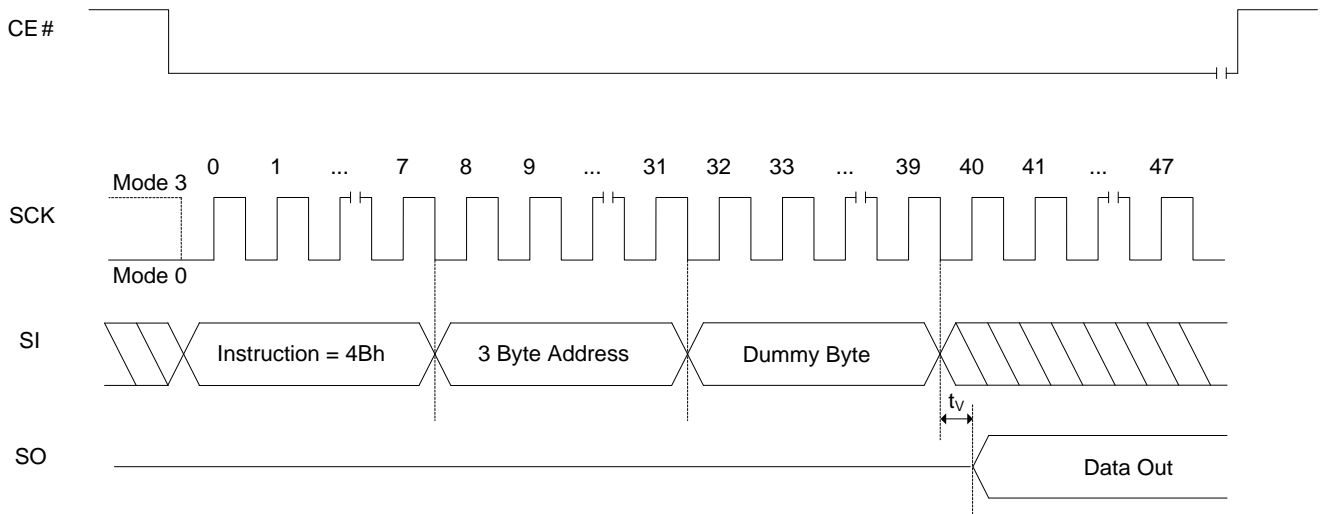 CE#
0 1 ... 7 8 9 ... 31 32 33 ... 39 40 41 ... 47
Mode 3
SCK
Mode 0
SI
Instruction = 4Bh
3 Byte Address
Dummy Byte
tV
SO
Data Out